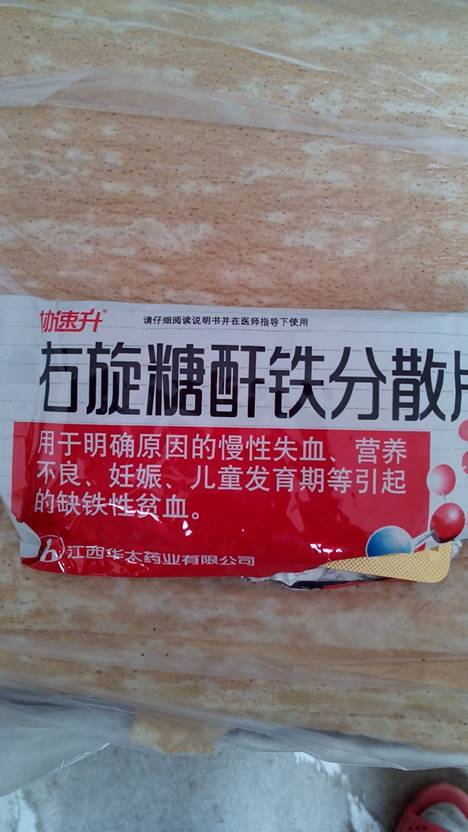 速升
请仔细阅读说明书并在医师指导下使用
右旋糖酐铁分散片
用于明确原因的慢性失血、营养
不良、妊娠、儿童发育期等引起
的缺铁性贫血。
江西华太药业有限公司